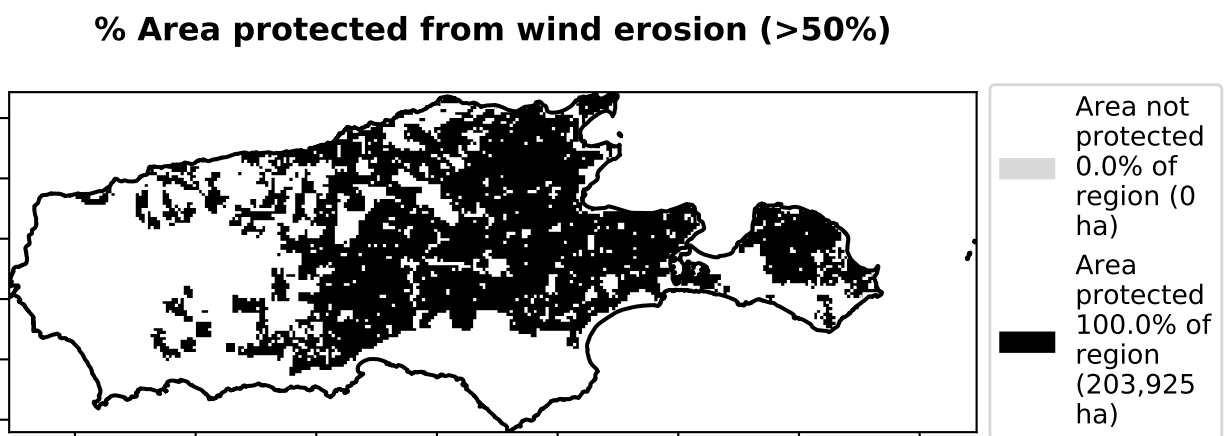 % Area protected from wind erosion (>50%)
Area not
protected
0.0% of
region (0
ha)
Area
protected
100.0% of
region
(203,925
ha)